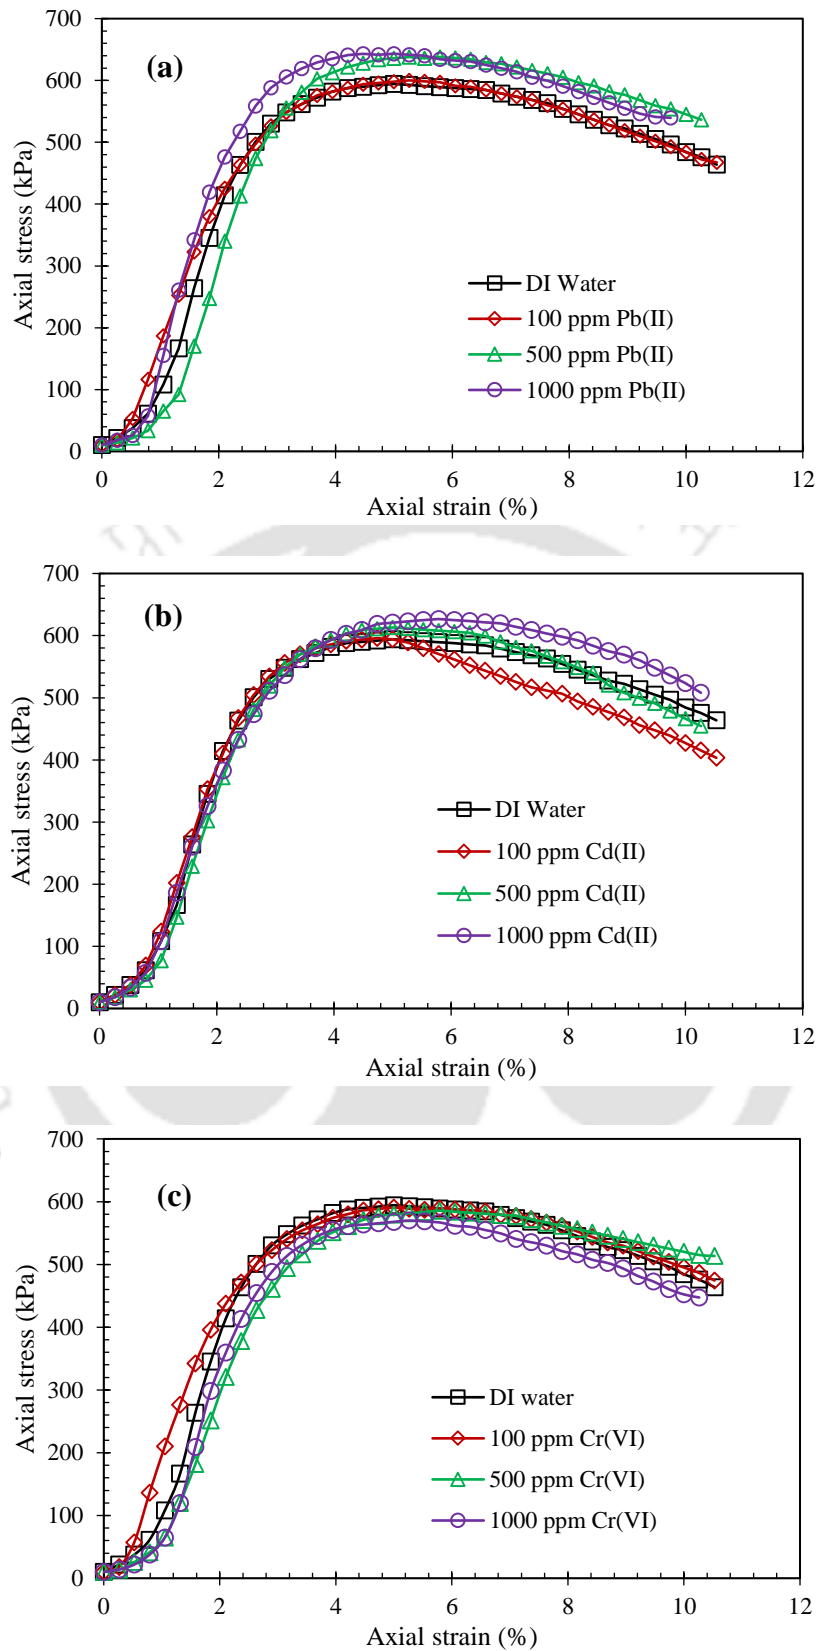 700
600
500
400
300
200
100
0
Axial stress (kPa)
(a)
DI Water
100 ppm Pb(II)
500 ppm Pb(II)
1000 ppm Pb(II)
0 2 4 6 8 10 12
Axial strain (%)
700
600
500
400
300
200
100
0
Axial stress (kPa)
(b)
DI Water
100 ppm Cd(II)
500 ppm Cd(II)
1000 ppm Cd(II)
0 2 4 6 8 10 12
Axial strain (%)
700
600
500
400
300
200
100
0
Axial stress (kPa)
(c)
DI water
100 ppm Cr(VI)
500 ppm Cr(VI)
1000 ppm Cr(VI)
0 2 4 6 8 10 12
Axial strain (%)